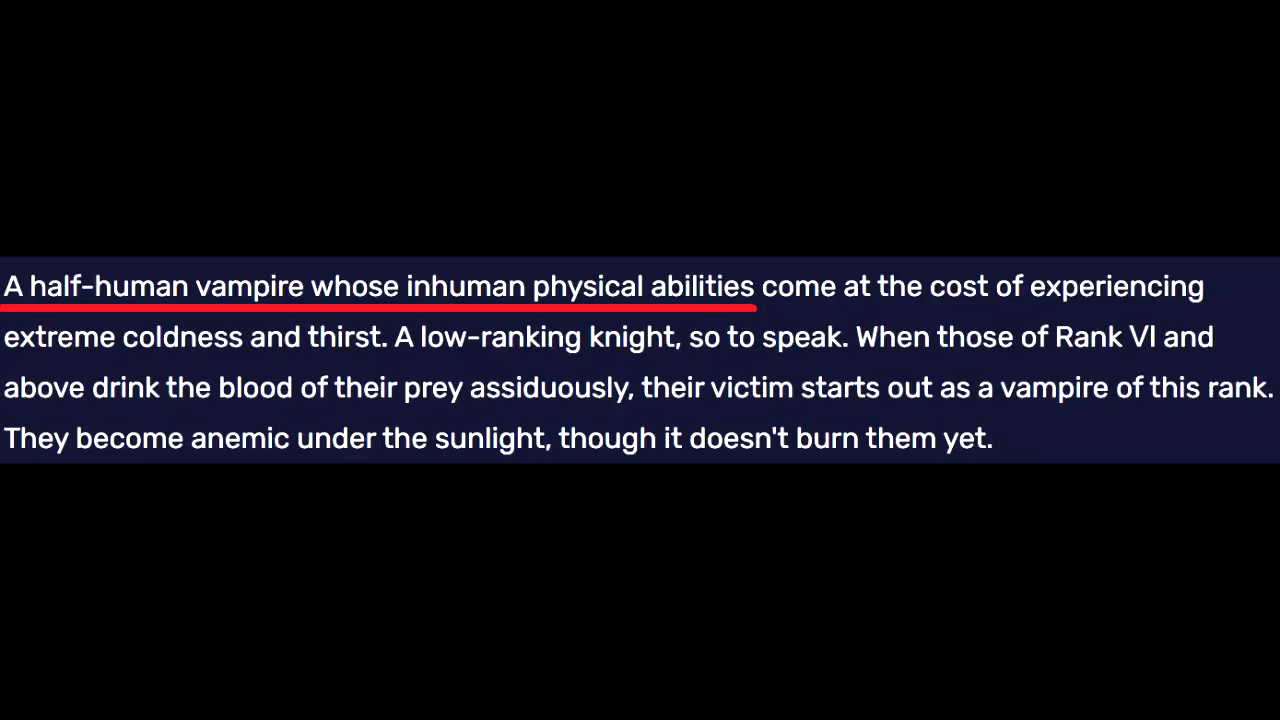 A half-human vampire whose inhuman physical abilities come at the cost of experiencing
extreme coldness and thirst. A low-ranking knight, so to speak. When those of Rank Vl and
above drink the blood of their prey assiduously, their victim starts out as a vampire of this rank.
They become anemic under the sunlight, though it doesn't burn them yet.